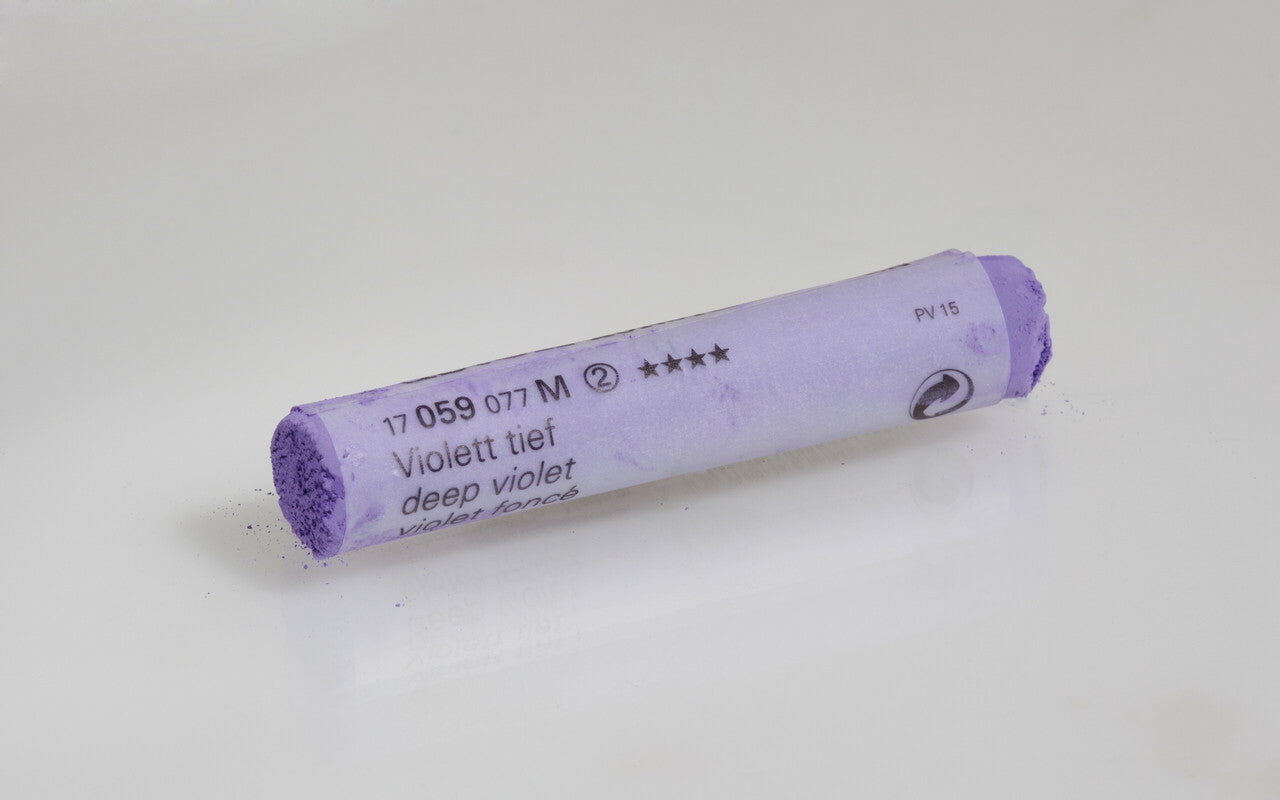 17 059 077 M ② ★★★★
Violett tief
deep violet
violet foncé
PV 15